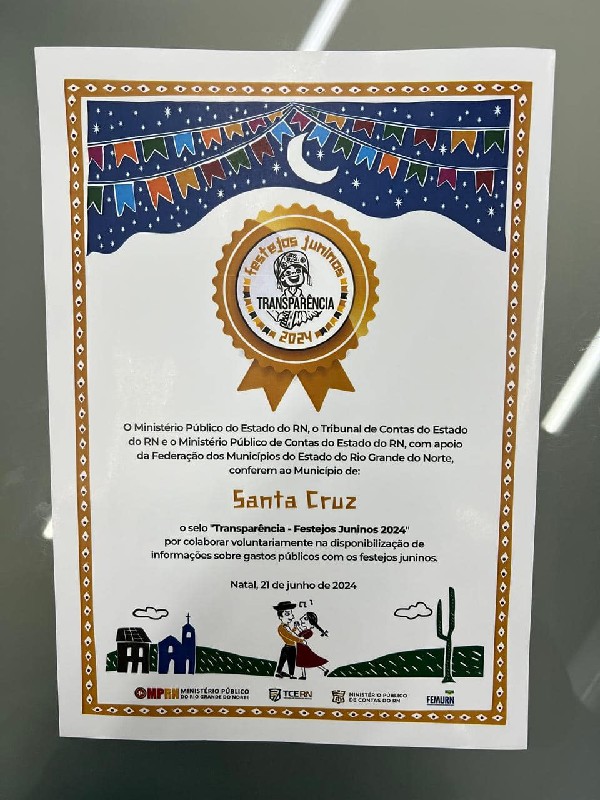 festejos juninos
TRANSPARÊNCIA
2024
O Ministério Público do Estado do RN, o Tribunal de Contas do Estado
do RN e o Ministério Público de Contas do Estado do RN, com apoio
da Federação dos Municípios do Estado do Rio Grande do Norte,
conferem ao Município de:
Santa Cruz
o selo "Transparência - Festejos Juninos 2024"
por colaborar voluntariamente na disponibilização de
informações sobre gastos públicos com os festejos juninos.
Natal, 21 de junho de 2024
MPRN MINISTÉRIO PÚBLICO
DO RIO GRANDE DO NORTE
TCERN
MINISTÉRIO PÚBLICO
DE CONTAS DO RN
FEMURN